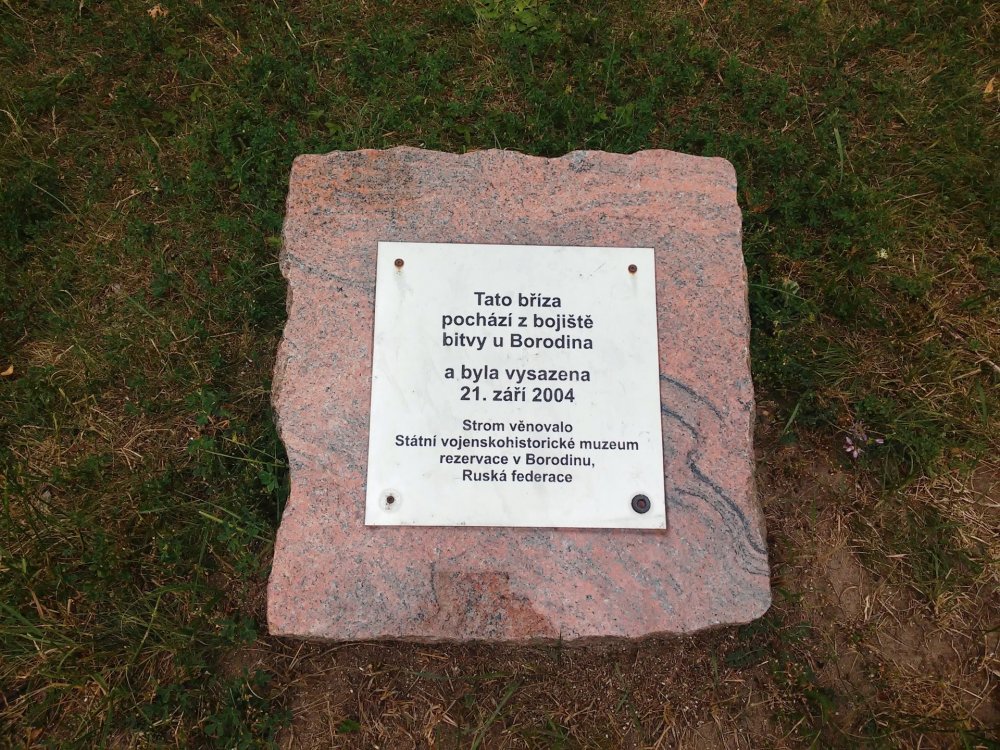 Tato bříza
pochází z bojiště
bitvy u Borodina
a byla vysazena
21. září 2004
Strom věnovalo
Státní vojenskohistorické muzeum
rezervace v Borodinu,
Ruská federace